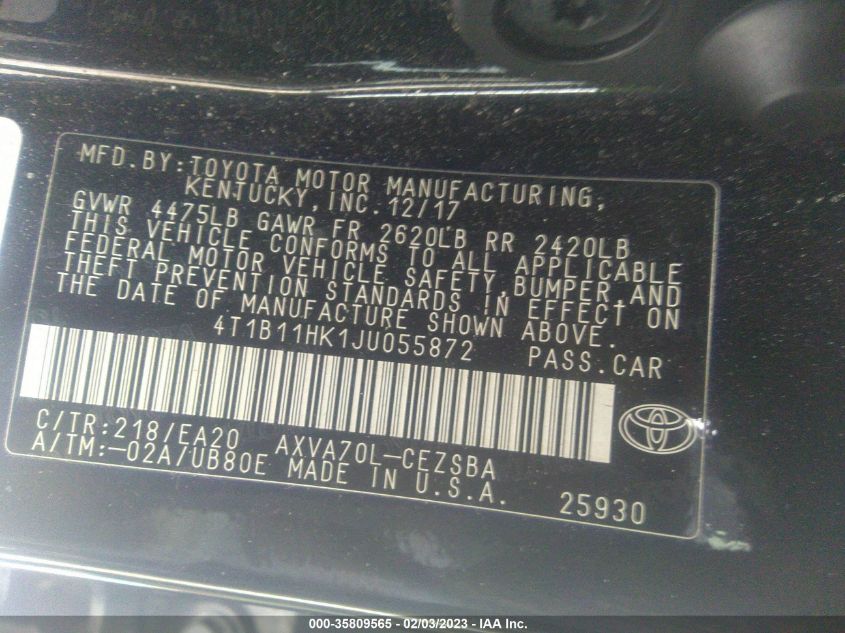 MFD.BY:TOYOTA MOTOR MANUFACTURING,
KENTUCKY,INC.12/17
GVWR 4475LB GAWR FR 2620LB RR 2420LB
THIS VEHICLE CONFORMS TO ALL APPLICABLE
FEDERAL MOTOR VEHICLE SAFETY,BUMPER,AND
THEFT PREVENTION STANDARDS IN EFFECT ON
THE DATE OF MANUFACTURE SHOWN ABOVE.
4T1B11HK1JU055872 PASS.CAR
C/TR:218/EA20 AXVA70L-CEZSBA
A/TM:-02A/UB80E MADE IN U.S.A. 25930
000-35809565 - 02/03/2023 - IAA Inc.